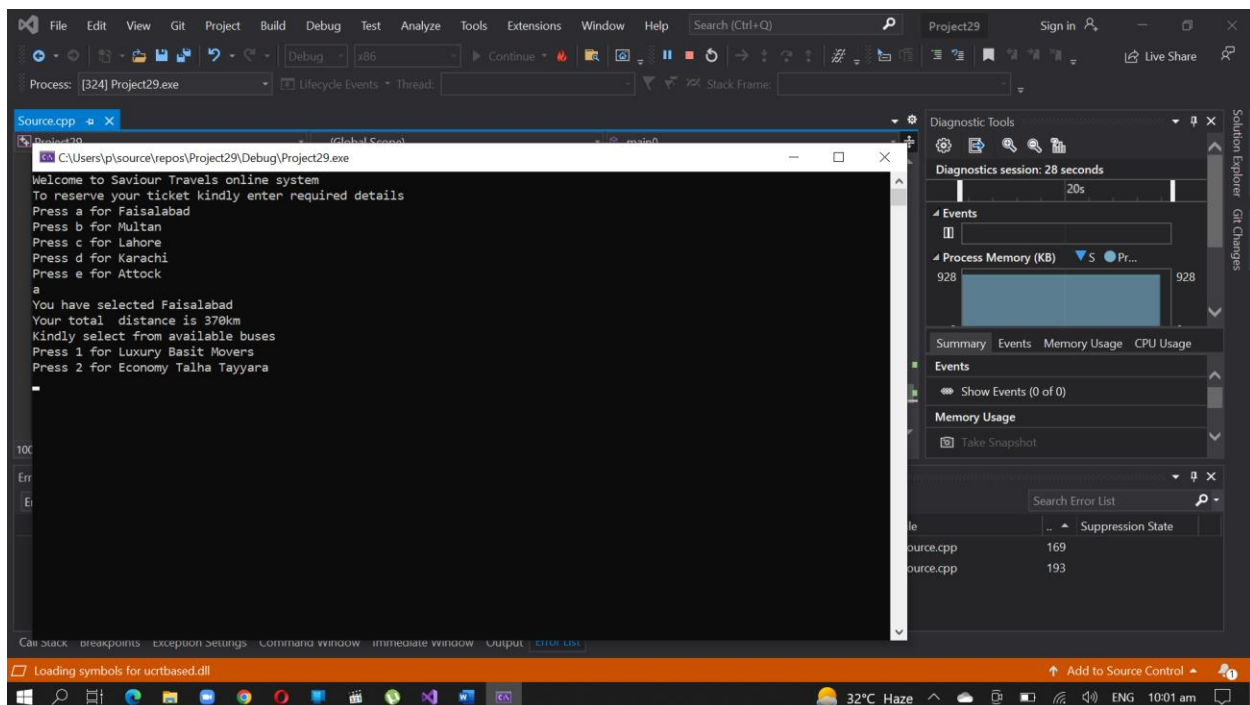 File Edit View Git Project Build Debug Test Analyze Tools Extensions Window Help Search (Ctrl+Q) Project29 Sign in
Debug x86 Continue Live Share
Process: [324] Project29.exe Lifecycle Events Thread: Stack Frame:
Source.cpp
Project29 (Global Scope) main()
C:\Users\p\source\repos\Project29\Debug\Project29.exe
Welcome to Saviour Travels online system
To reserve your ticket kindly enter required details
Press a for Faisalabad
Press b for Multan
Press c for Lahore
Press d for Karachi
Press e for Attock
a
You have selected Faisalabad
Your total  distance is 370km
Kindly select from available buses
Press 1 for Luxury Basit Movers
Press 2 for Economy Talha Tayyara
100
Err
Diagnostic Tools
Diagnostics session: 28 seconds
20s
Events
Process Memory (KB) S Pr...
928 928
Summary Events Memory Usage CPU Usage
Events
Show Events (0 of 0)
Memory Usage
Take Snapshot
Solution Explorer
Git Changes
Search Error List
le .. Suppression State
ource.cpp 169
ource.cpp 193
Call Stack Breakpoints Exception Settings Command Window Immediate Window Output Error List
Loading symbols for ucrtbased.dll Add to Source Control
32°C Haze ENG 10:01 am